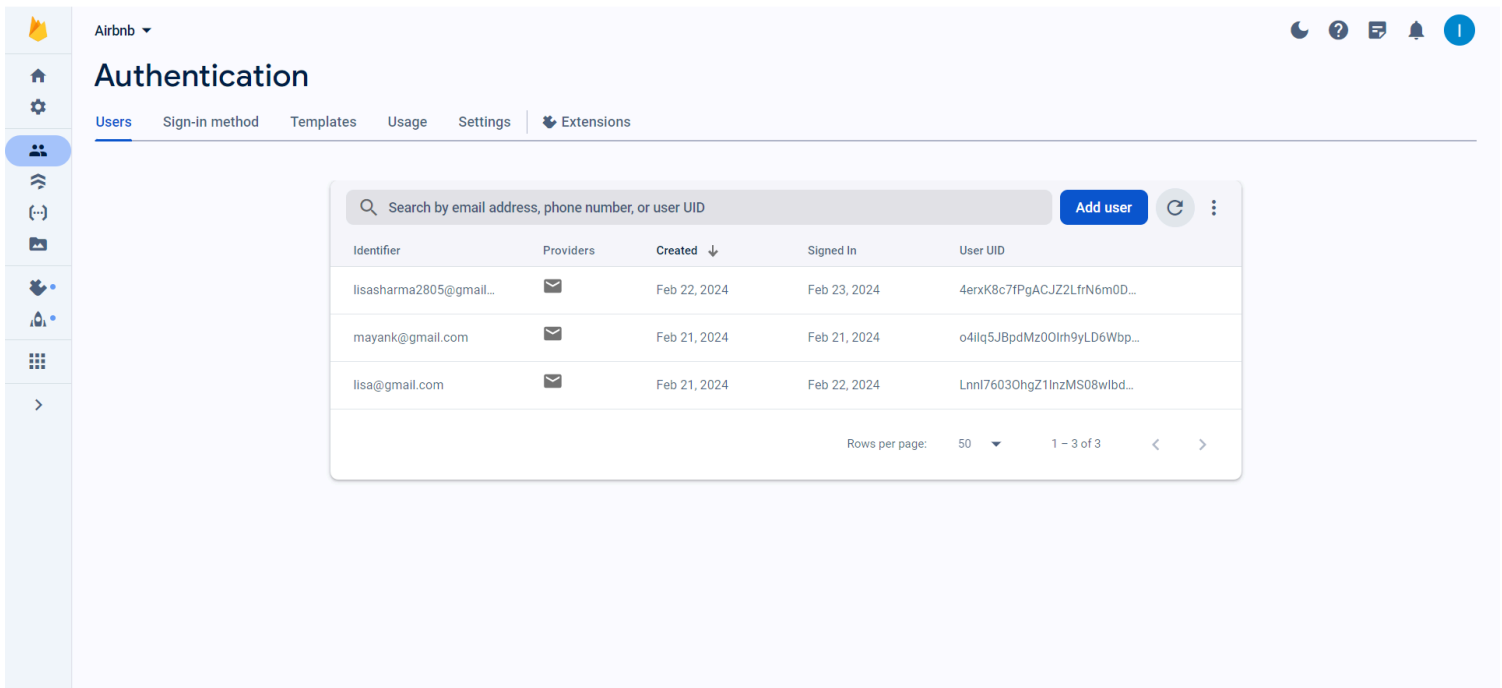 Airbnb
I
Authentication
Users Sign-in method Templates Usage Settings Extensions
Search by email address, phone number, or user UID Add user
Identifier Providers Created Signed In User UID
lisasharma2805@gmail... Feb 22, 2024 Feb 23, 2024 4erxK8c7fPgACJZ2LfrN6m0D...
mayank@gmail.com Feb 21, 2024 Feb 21, 2024 o4ilq5JBpdMz0OIrh9yLD6Wbp...
lisa@gmail.com Feb 21, 2024 Feb 22, 2024 LnnI7603OhgZ1InzMS08wIbd...
Rows per page: 50 1 – 3 of 3